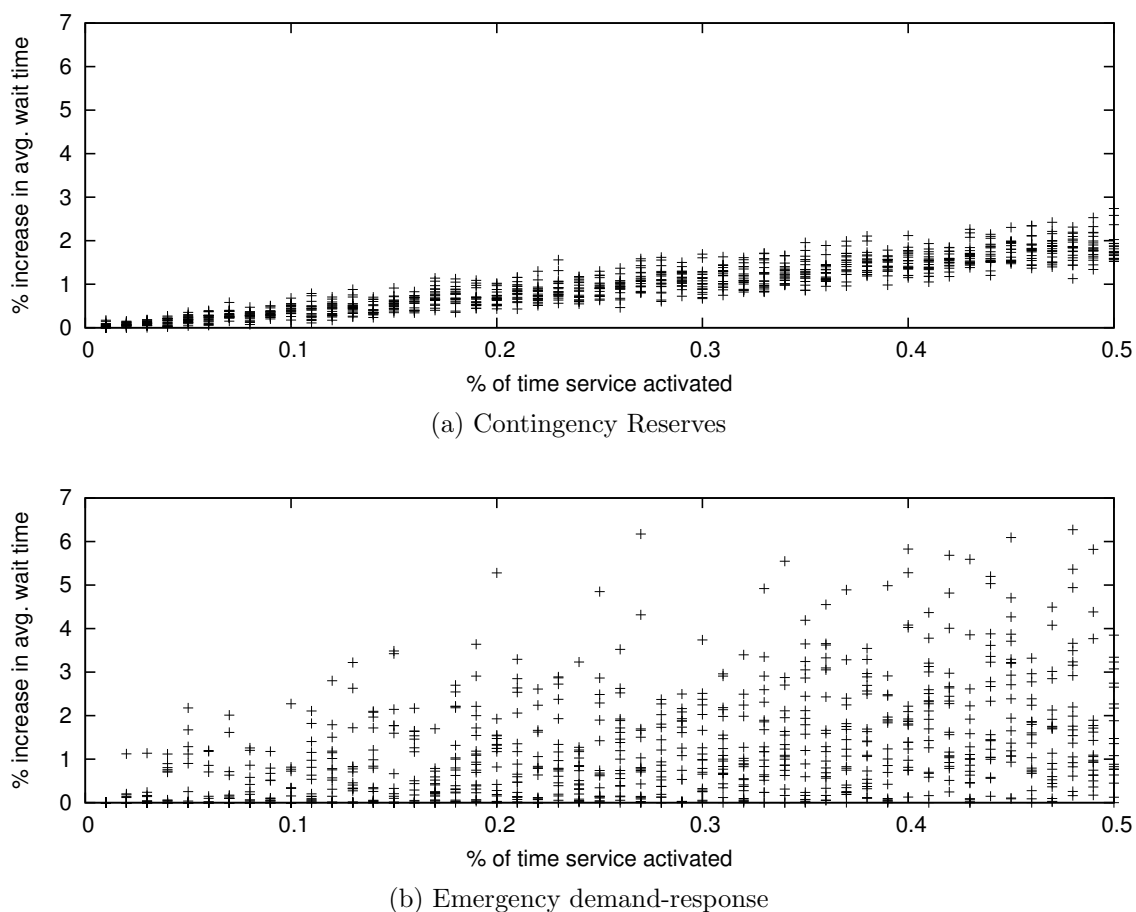 7
6
5
4
3
2
1
0
% increase in avg. wait time
0 0.1 0.2 0.3 0.4 0.5
% of time service activated
(a) Contingency Reserves
7
6
5
4
3
2
1
0
% increase in avg. wait time
0 0.1 0.2 0.3 0.4 0.5
% of time service activated
(b) Emergency demand-response